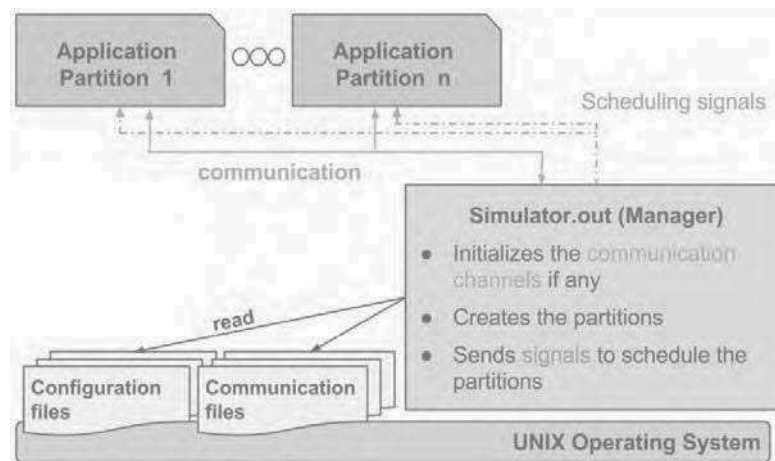 Application
Partition 1
Application
Partition n
Scheduling signals
communication
Simulator.out (Manager)
● Initializes the communication
channels if any
● Creates the partitions
● Sends signals to schedule the
partitions
read
Configuration
files
Communication
files
UNIX Operating System